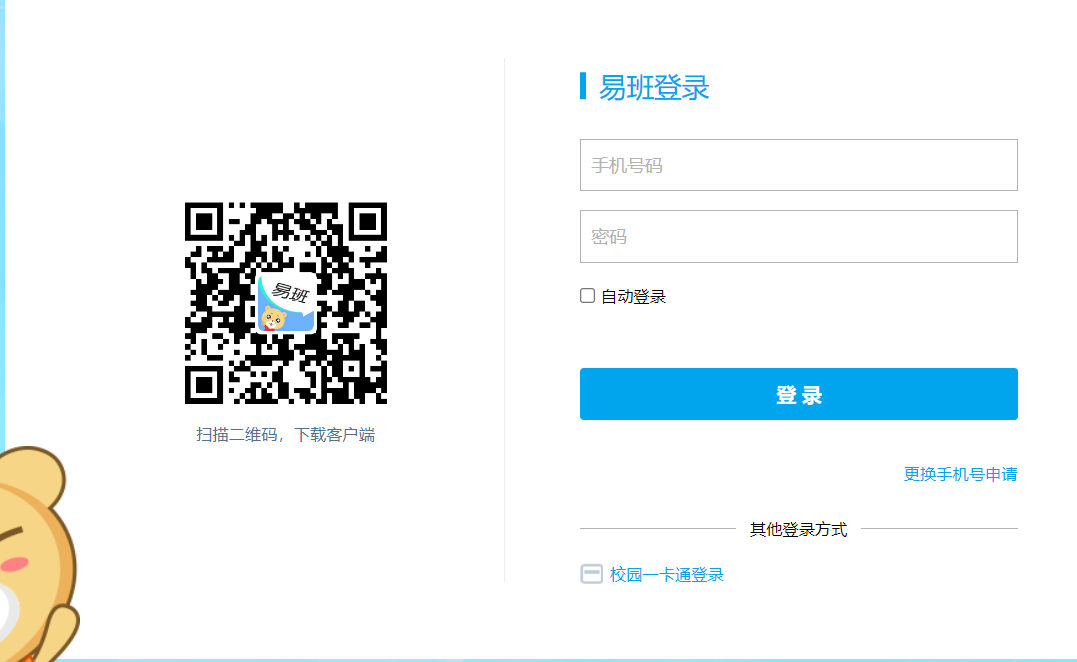 易班
扫描二维码，下载客户端
易班登录
手机号码
密码
自动登录
登 录
更换手机号申请
其他登录方式
校园一卡通登录